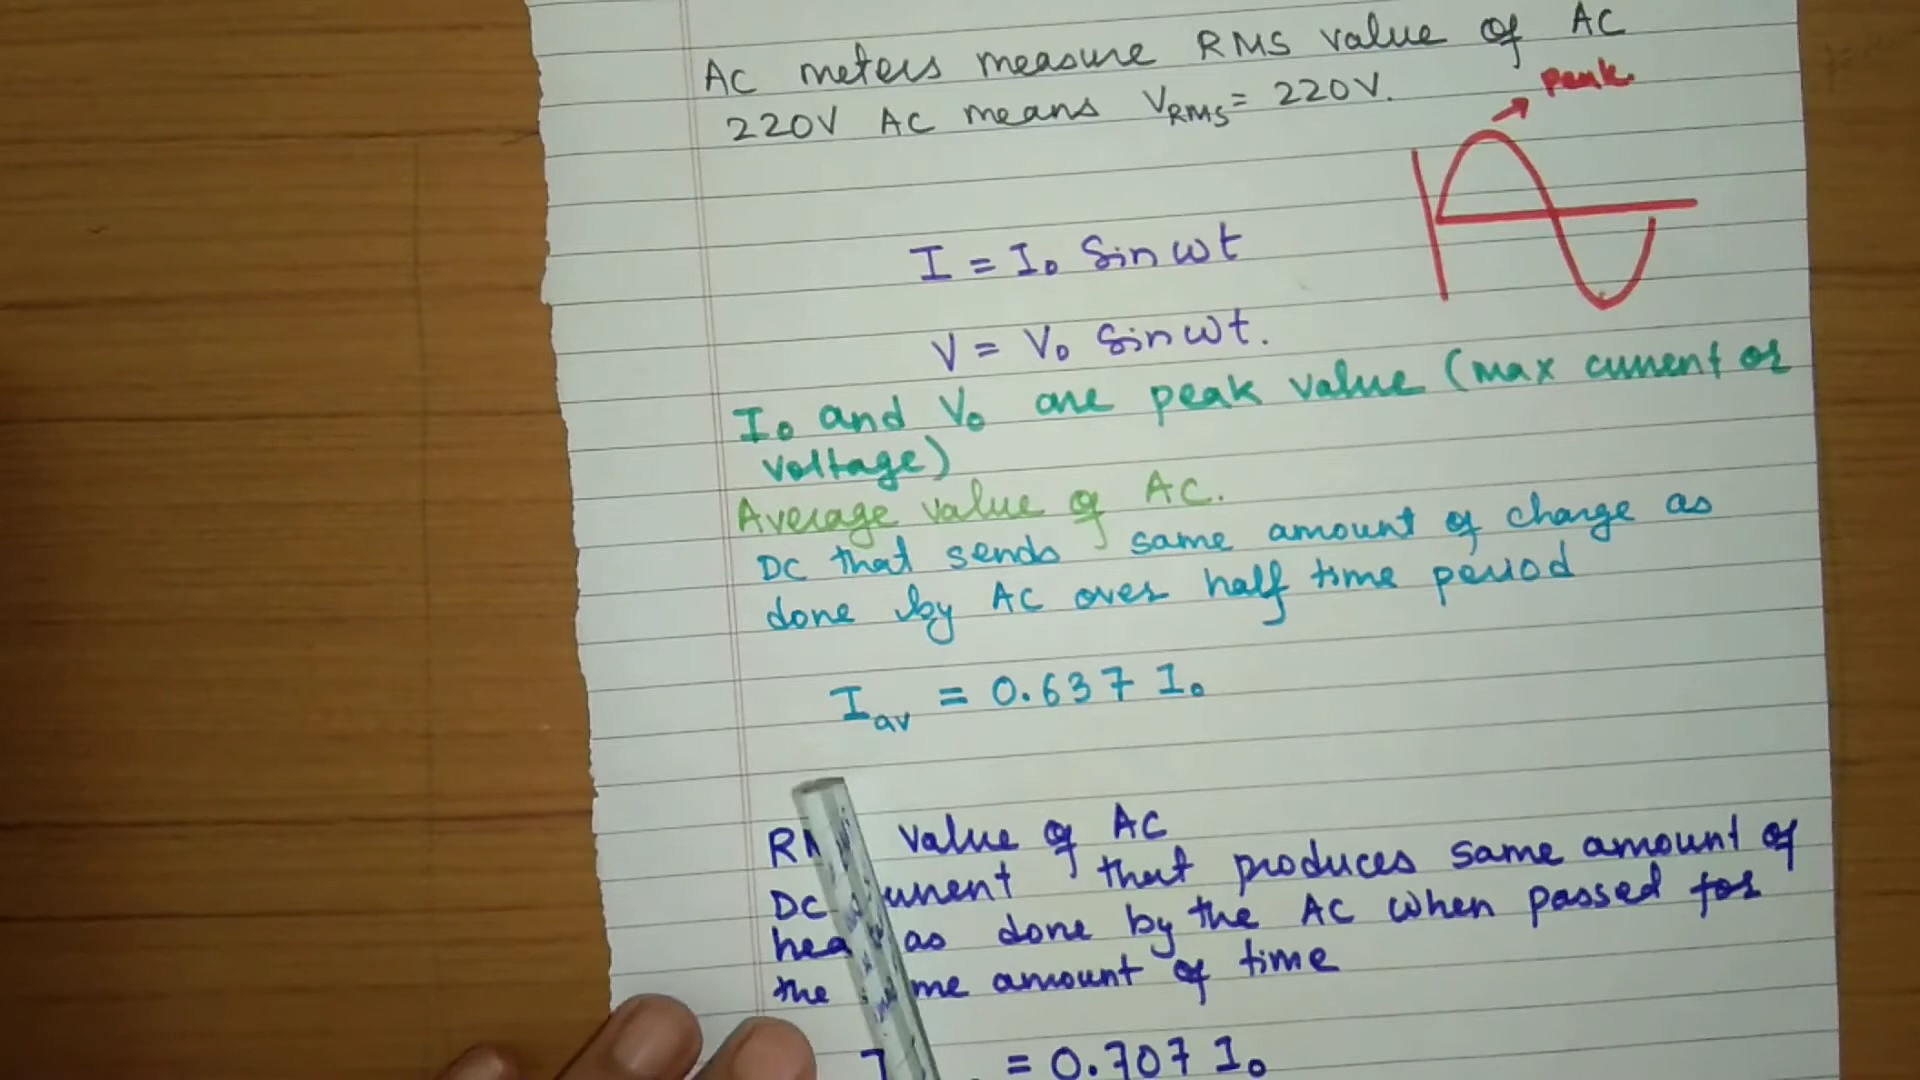 AC meters measure RMS value of AC
220V AC means VRMS = 220V.
peak
I = I0 Sin ωt
V = V0 Sin ωt.
I0 and V0 are peak value (max current or
voltage)
Average value of AC.
DC that sends same amount of charge as
done by AC over half time period
Iav = 0.637 I0
value of AC
DC that produces same amount of
as done by the AC when passed for
the amount of time
= 0.707 I0